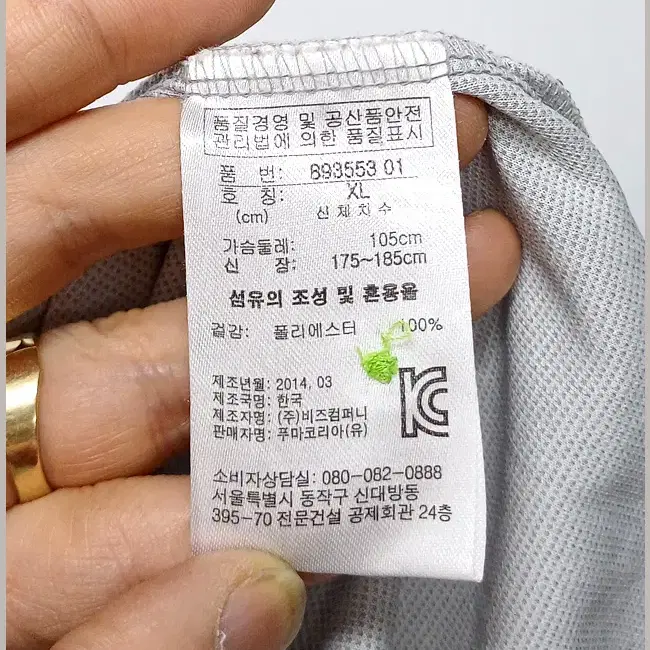 품질경영 및 공산품안전
관리법에 의한 품질표시
품 번: 893553 01
호 칭: XL
(cm) 신체치수
가슴둘레: 105cm
신 장: 175~185cm
섬유의 조성 및 혼용율
겉감: 폴리에스터 100%
제조년월: 2014, 03
제조국명: 한국
제조자명: (주)비즈컴퍼니
판매자명: 푸마코리아(유)
소비자상담실: 080-082-0888
서울특별시 동작구 신대방동
395-70 전문건설 공제회관 24층